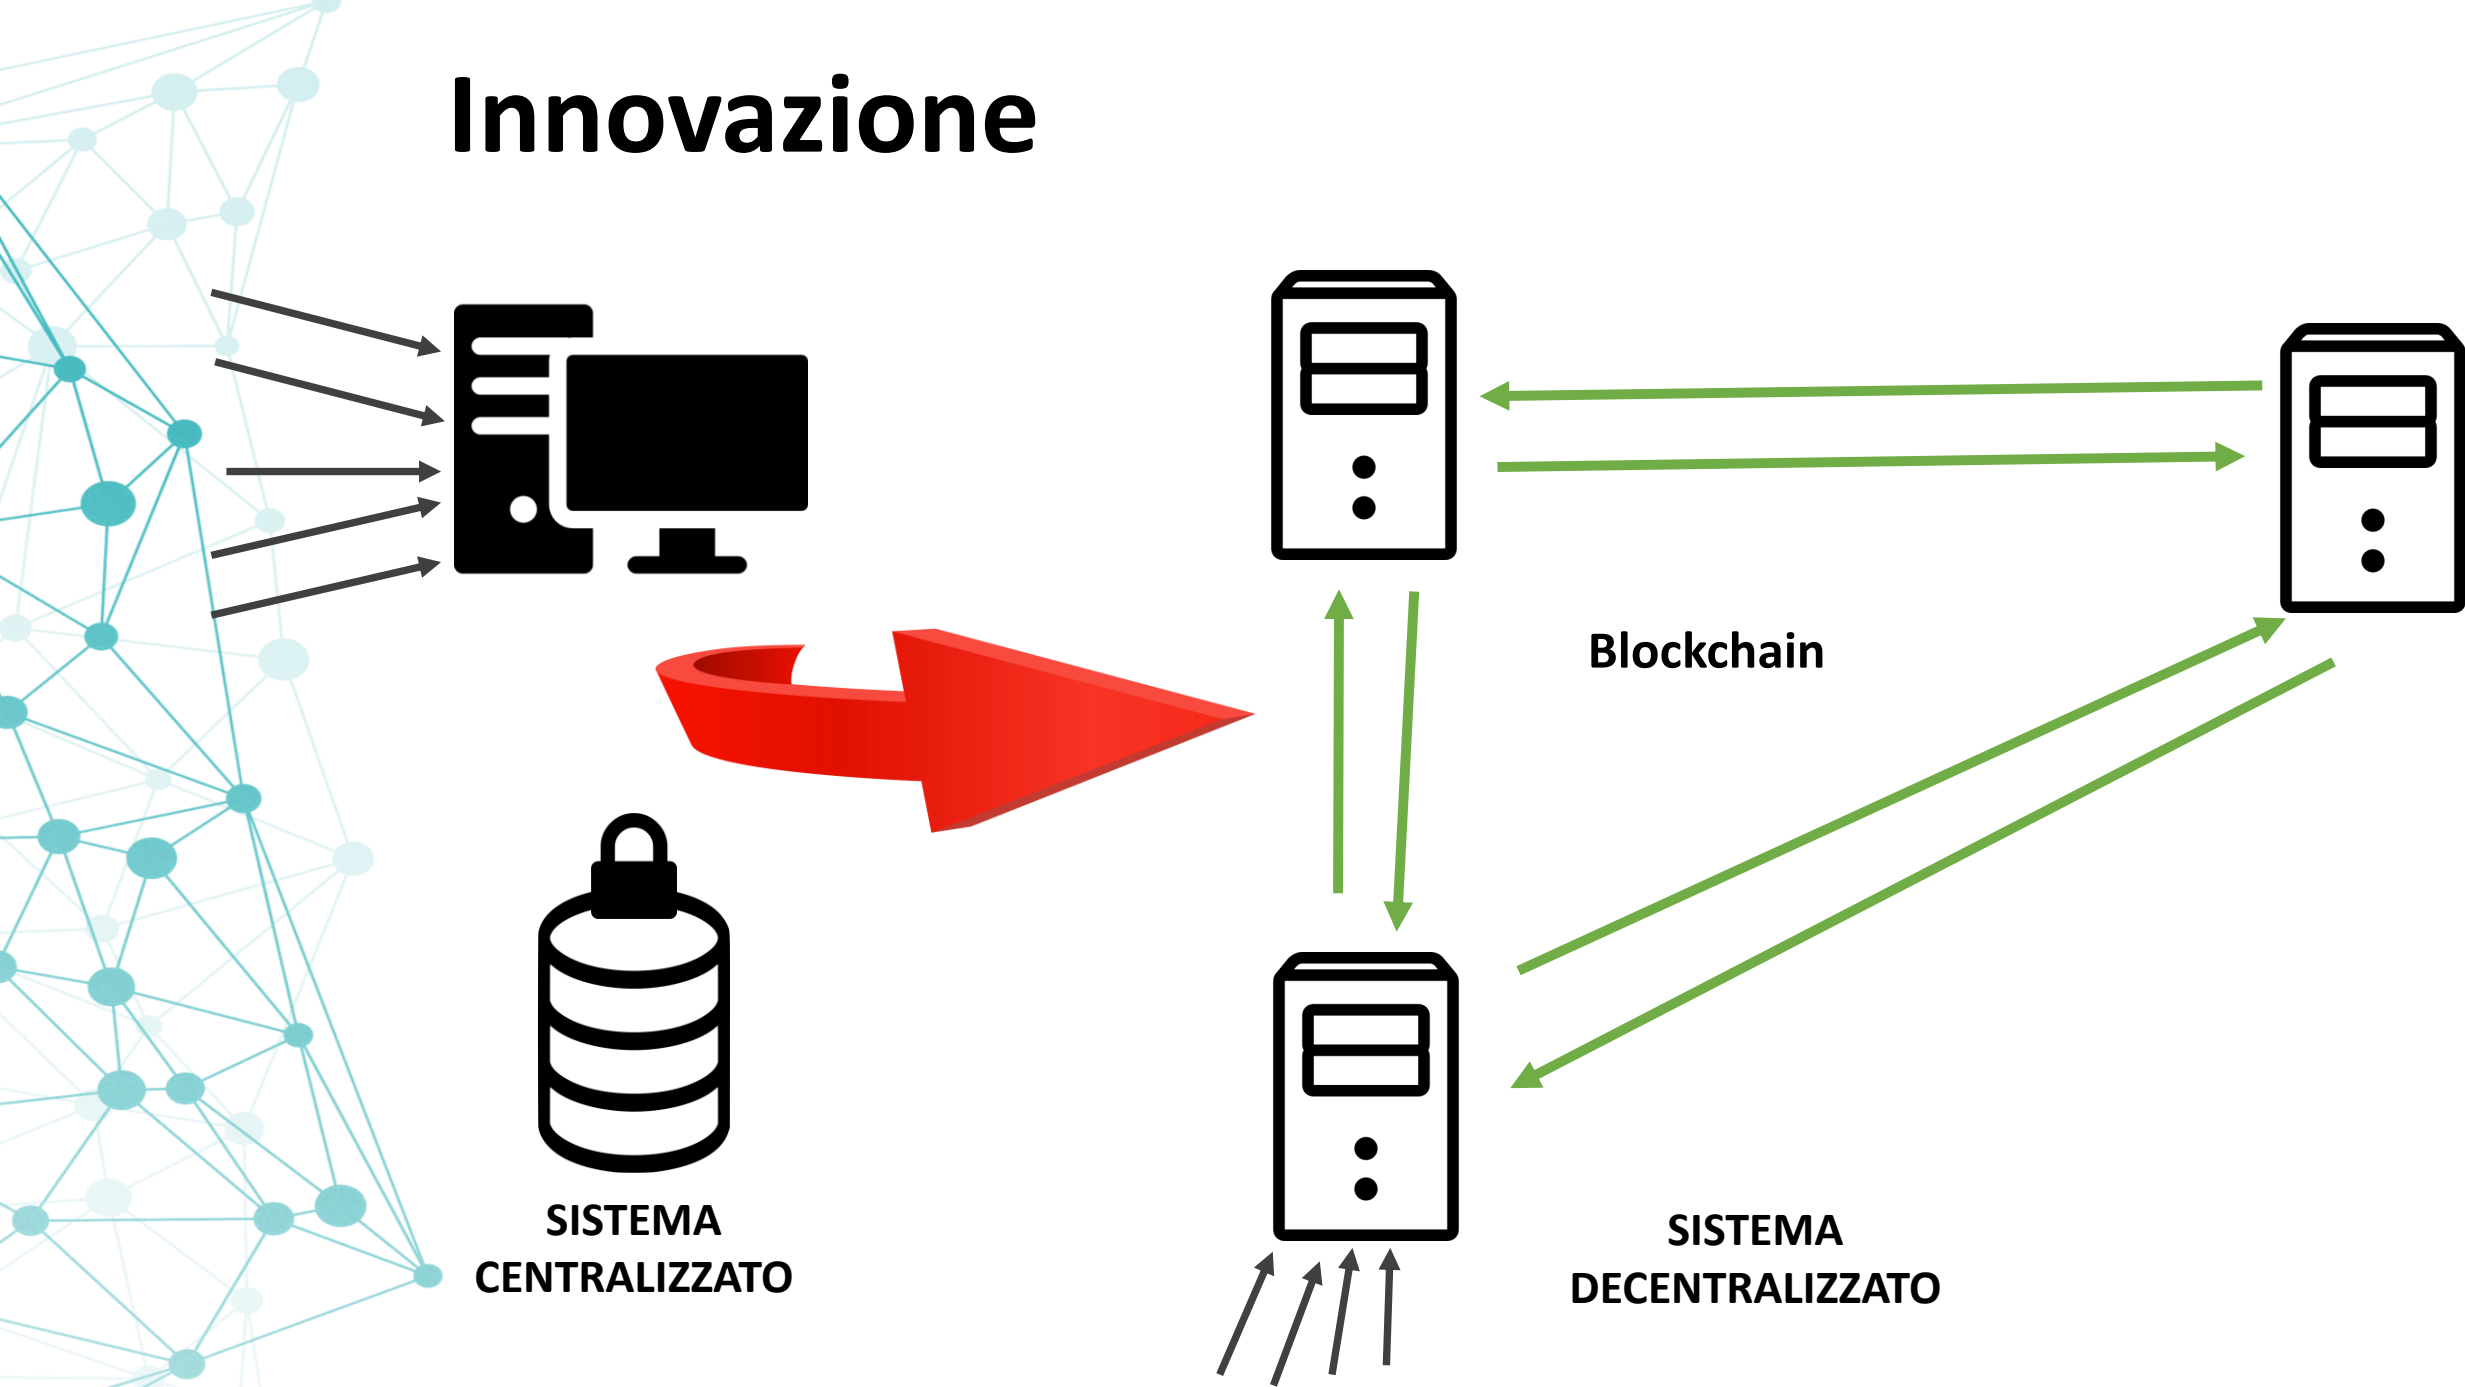 Innovazione
Blockchain
SISTEMA
CENTRALIZZATO
SISTEMA
DECENTRALIZZATO